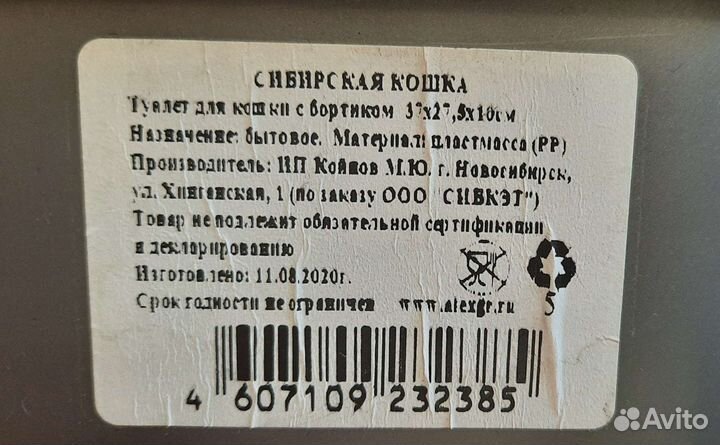 СИБИРСКАЯ КОШКА
Туалет для кошки с бортиком 37x27,5x10см
Назначение: бытовое. Материал: пластмасса (PP)
Производитель: ИП Койнов М.Ю. г. Новосибирск,
ул. Хинганская, 1 (по заказу ООО "СИБКЭТ")
Товар не подлежит обязательной сертификации
и декларированию
Изготовлено: 11.08.2020г.
Срок годности не ограничен www.alexgr.ru
5
4 607109 232385
Avito